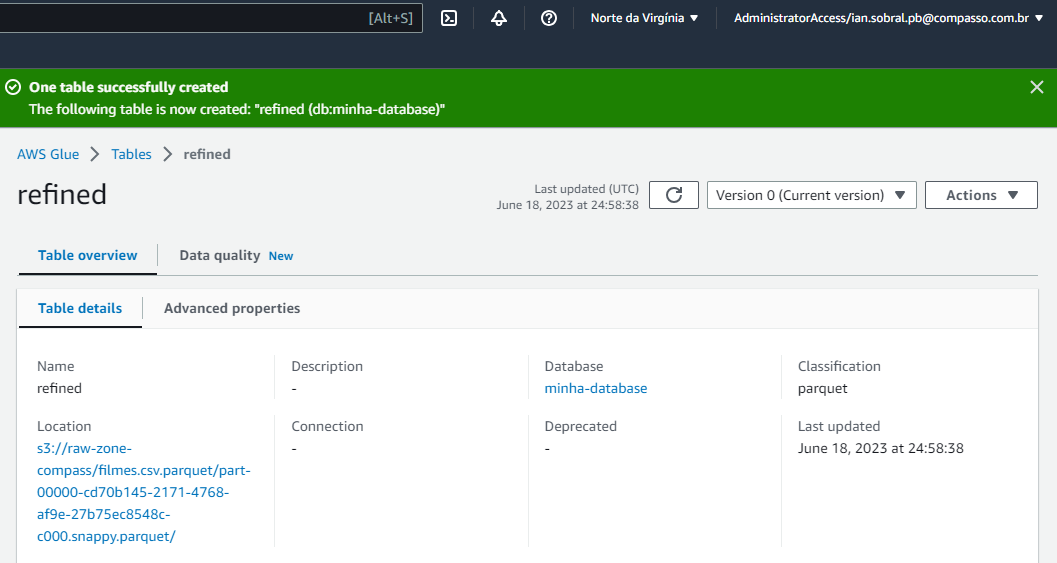 [Alt+S] Norte da Virgínia AdministratorAccess/ian.sobral.pb@compasso.com.br
One table successfully created
The following table is now created: "refined (db:minha-database)"
AWS Glue Tables refined
refined
Last updated (UTC)
June 18, 2023 at 24:58:38
Version 0 (Current version)
Actions
Table overview
Data quality New
Table details
Advanced properties
Name
refined
Description
-
Database
minha-database
Classification
parquet
Location
s3://raw-zone-
compass/filmes.csv.parquet/part-
00000-cd70b145-2171-4768-
af9e-27b75ec8548c-
c000.snappy.parquet/
Connection
-
Deprecated
-
Last updated
June 18, 2023 at 24:58:38